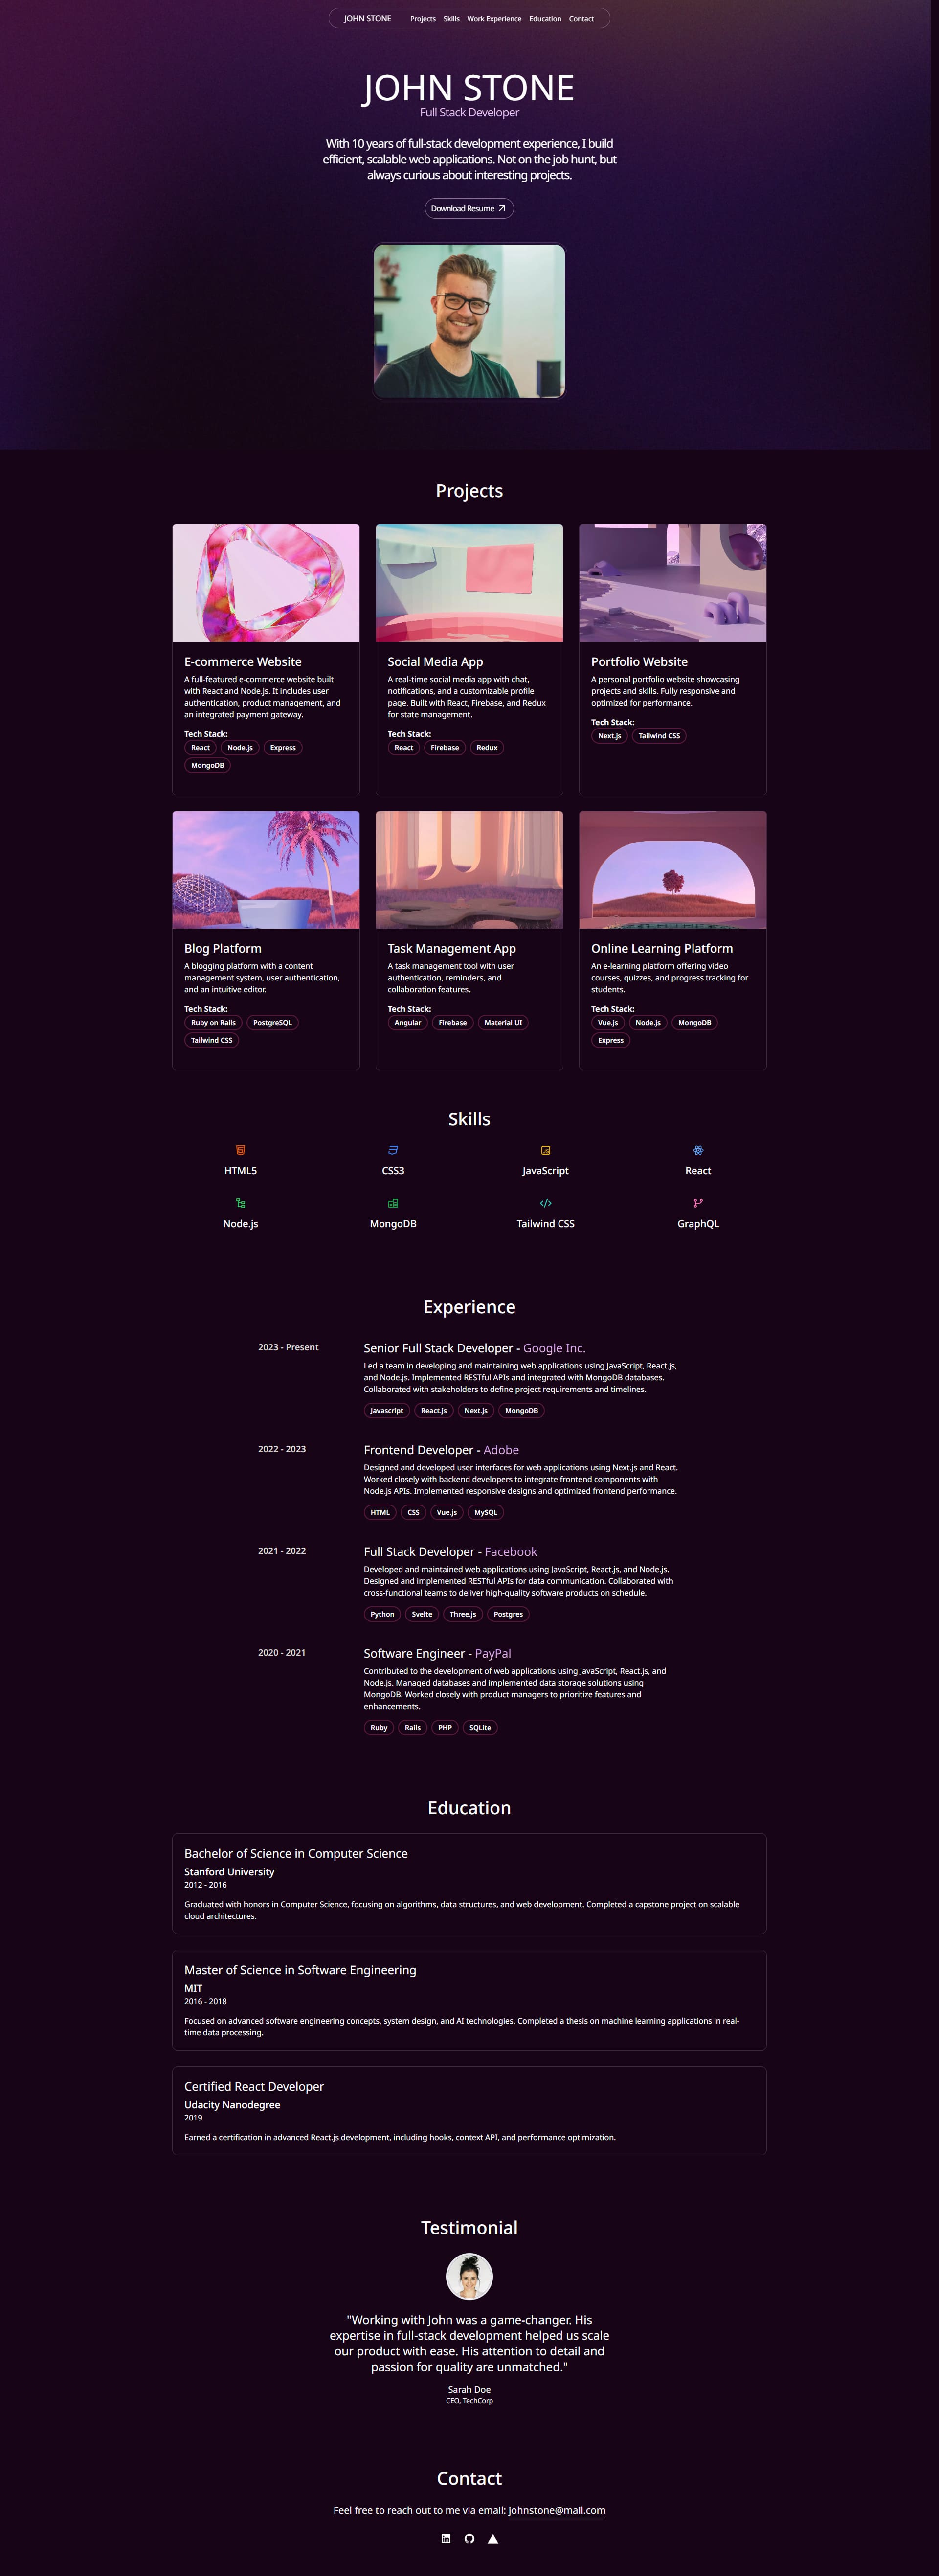 JOHN STONE
Projects Skills Work Experience Education Contact
JOHN STONE
Full Stack Developer
With 10 years of full-stack development experience, I build
efficient, scalable web applications. Not on the job hunt, but
always curious about interesting projects.
Download Resume
Projects
E-commerce Website
A full-featured e-commerce website built
with React and Node.js. It includes user
authentication, product management, and
an integrated payment gateway.
Tech Stack:
React Node.js Express
MongoDB
Social Media App
A real-time social media app with chat,
notifications, and a customizable profile
page. Built with React, Firebase, and Redux
for state management.
Tech Stack:
React Firebase Redux
Portfolio Website
A personal portfolio website showcasing
projects and skills. Fully responsive and
optimized for performance.
Tech Stack:
Next.js Tailwind CSS
Blog Platform
A blogging platform with a content
management system, user authentication,
and an intuitive editor.
Tech Stack:
Ruby on Rails PostgreSQL
Tailwind CSS
Task Management App
A task management tool with user
authentication, reminders, and
collaboration features.
Tech Stack:
Angular Firebase Material UI
Online Learning Platform
An e-learning platform offering video
courses, quizzes, and progress tracking for
students.
Tech Stack:
Vue.js Node.js MongoDB
Express
Skills
HTML5 CSS3 JavaScript React
Node.js MongoDB Tailwind CSS GraphQL
Experience
2023 - Present
Senior Full Stack Developer - Google Inc.
Led a team in developing and maintaining web applications using JavaScript, React.js,
and Node.js. Implemented RESTful APIs and integrated with MongoDB databases.
Collaborated with stakeholders to define project requirements and timelines.
Javascript React.js Next.js MongoDB
2022 - 2023
Frontend Developer - Adobe
Designed and developed user interfaces for web applications using Next.js and React.
Worked closely with backend developers to integrate frontend components with
Node.js APIs. Implemented responsive designs and optimized frontend performance.
HTML CSS Vue.js MySQL
2021 - 2022
Full Stack Developer - Facebook
Developed and maintained web applications using JavaScript, React.js, and Node.js.
Designed and implemented RESTful APIs for data communication. Collaborated with
cross-functional teams to deliver high-quality software products on schedule.
Python Svelte Three.js Postgres
2020 - 2021
Software Engineer - PayPal
Contributed to the development of web applications using JavaScript, React.js, and
Node.js. Managed databases and implemented data storage solutions using
MongoDB. Worked closely with product managers to prioritize features and
enhancements.
Ruby Rails PHP SQLite
Education
Bachelor of Science in Computer Science
Stanford University
2012 - 2016
Graduated with honors in Computer Science, focusing on algorithms, data structures, and web development. Completed a capstone project on scalable
cloud architectures.
Master of Science in Software Engineering
MIT
2016 - 2018
Focused on advanced software engineering concepts, system design, and AI technologies. Completed a thesis on machine learning applications in real-
time data processing.
Certified React Developer
Udacity Nanodegree
2019
Earned a certification in advanced React.js development, including hooks, context API, and performance optimization.
Testimonial
"Working with John was a game-changer. His
expertise in full-stack development helped us scale
our product with ease. His attention to detail and
passion for quality are unmatched."
Sarah Doe
CEO, TechCorp
Contact
Feel free to reach out to me via email: johnstone@mail.com